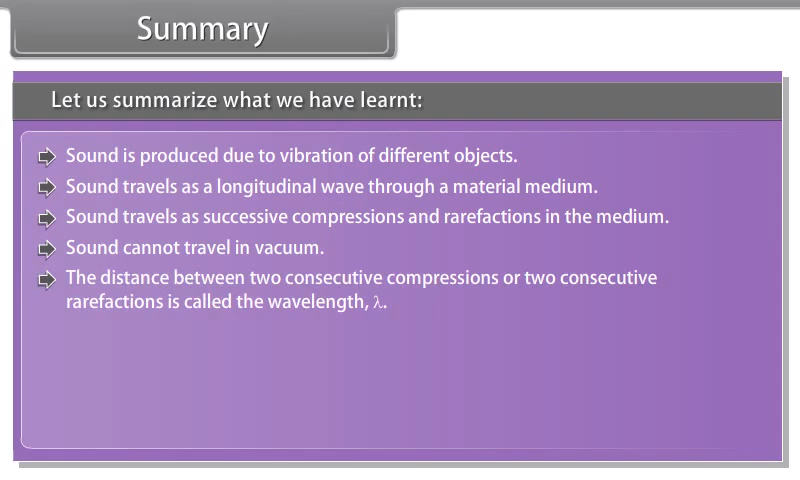 Summary
Let us summarize what we have learnt:
Sound is produced due to vibration of different objects.
Sound travels as a longitudinal wave through a material medium.
Sound travels as successive compressions and rarefactions in the medium.
Sound cannot travel in vacuum.
The distance between two consecutive compressions or two consecutive
rarefactions is called the wavelength, λ.